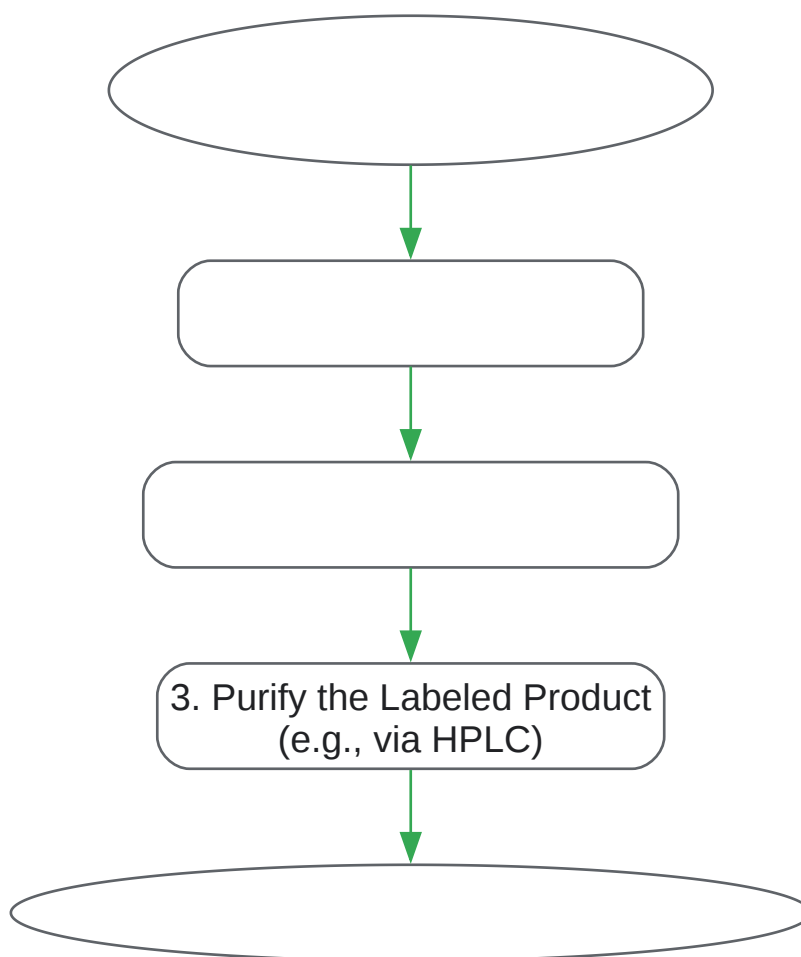 3. Purify the Labeled Product
(e.g., via HPLC)